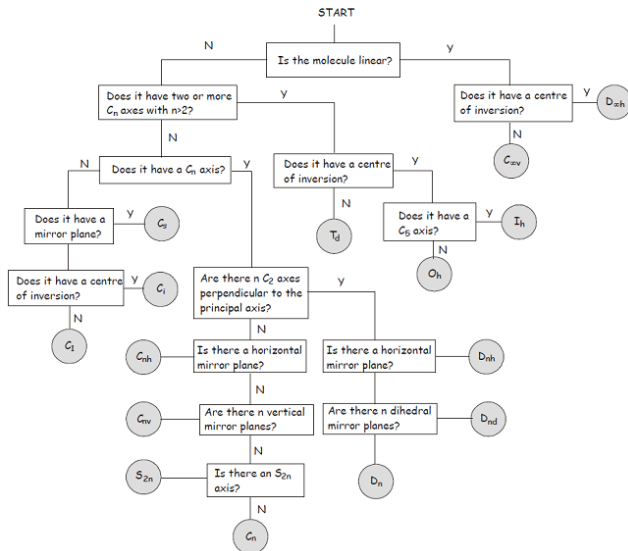 START
N
Y
Is the molecule linear?
Does it have two or more
Cₙ axes with n>2?
Y
Does it have a centre
of inversion?
Y
D∞h
N
N
C∞v
N
Does it have a Cₙ axis?
Y
Does it have a centre
of inversion?
Y
Does it have a
mirror plane?
Y
Cₛ
N
Td
Does it have a
C₅ axis?
Y
Ih
N
Oh
Does it have a centre
of inversion?
Y
Cᵢ
N
C₁
Are there n C₂ axes
perpendicular to the
principal axis?
Y
N
Cnh
Is there a horizontal
mirror plane?
Is there a horizontal
mirror plane?
Dnh
N
Cnv
Are there n vertical
mirror planes?
Are there n dihedral
mirror planes?
Dnd
N
S₂ₙ
Is there an S₂ₙ
axis?
Dₙ
N
Cₙ